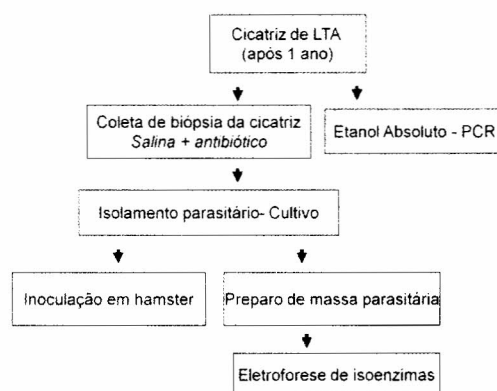 Cicatriz de LTA
(após 1 ano)
Coleta de biópsia da cicatriz
Salina + antibiótico
Etanol Absoluto - PCR
Isolamento parasitário- Cultivo
Inoculação em hamster
Preparo de massa parasitária
Eletroforese de isoenzimas